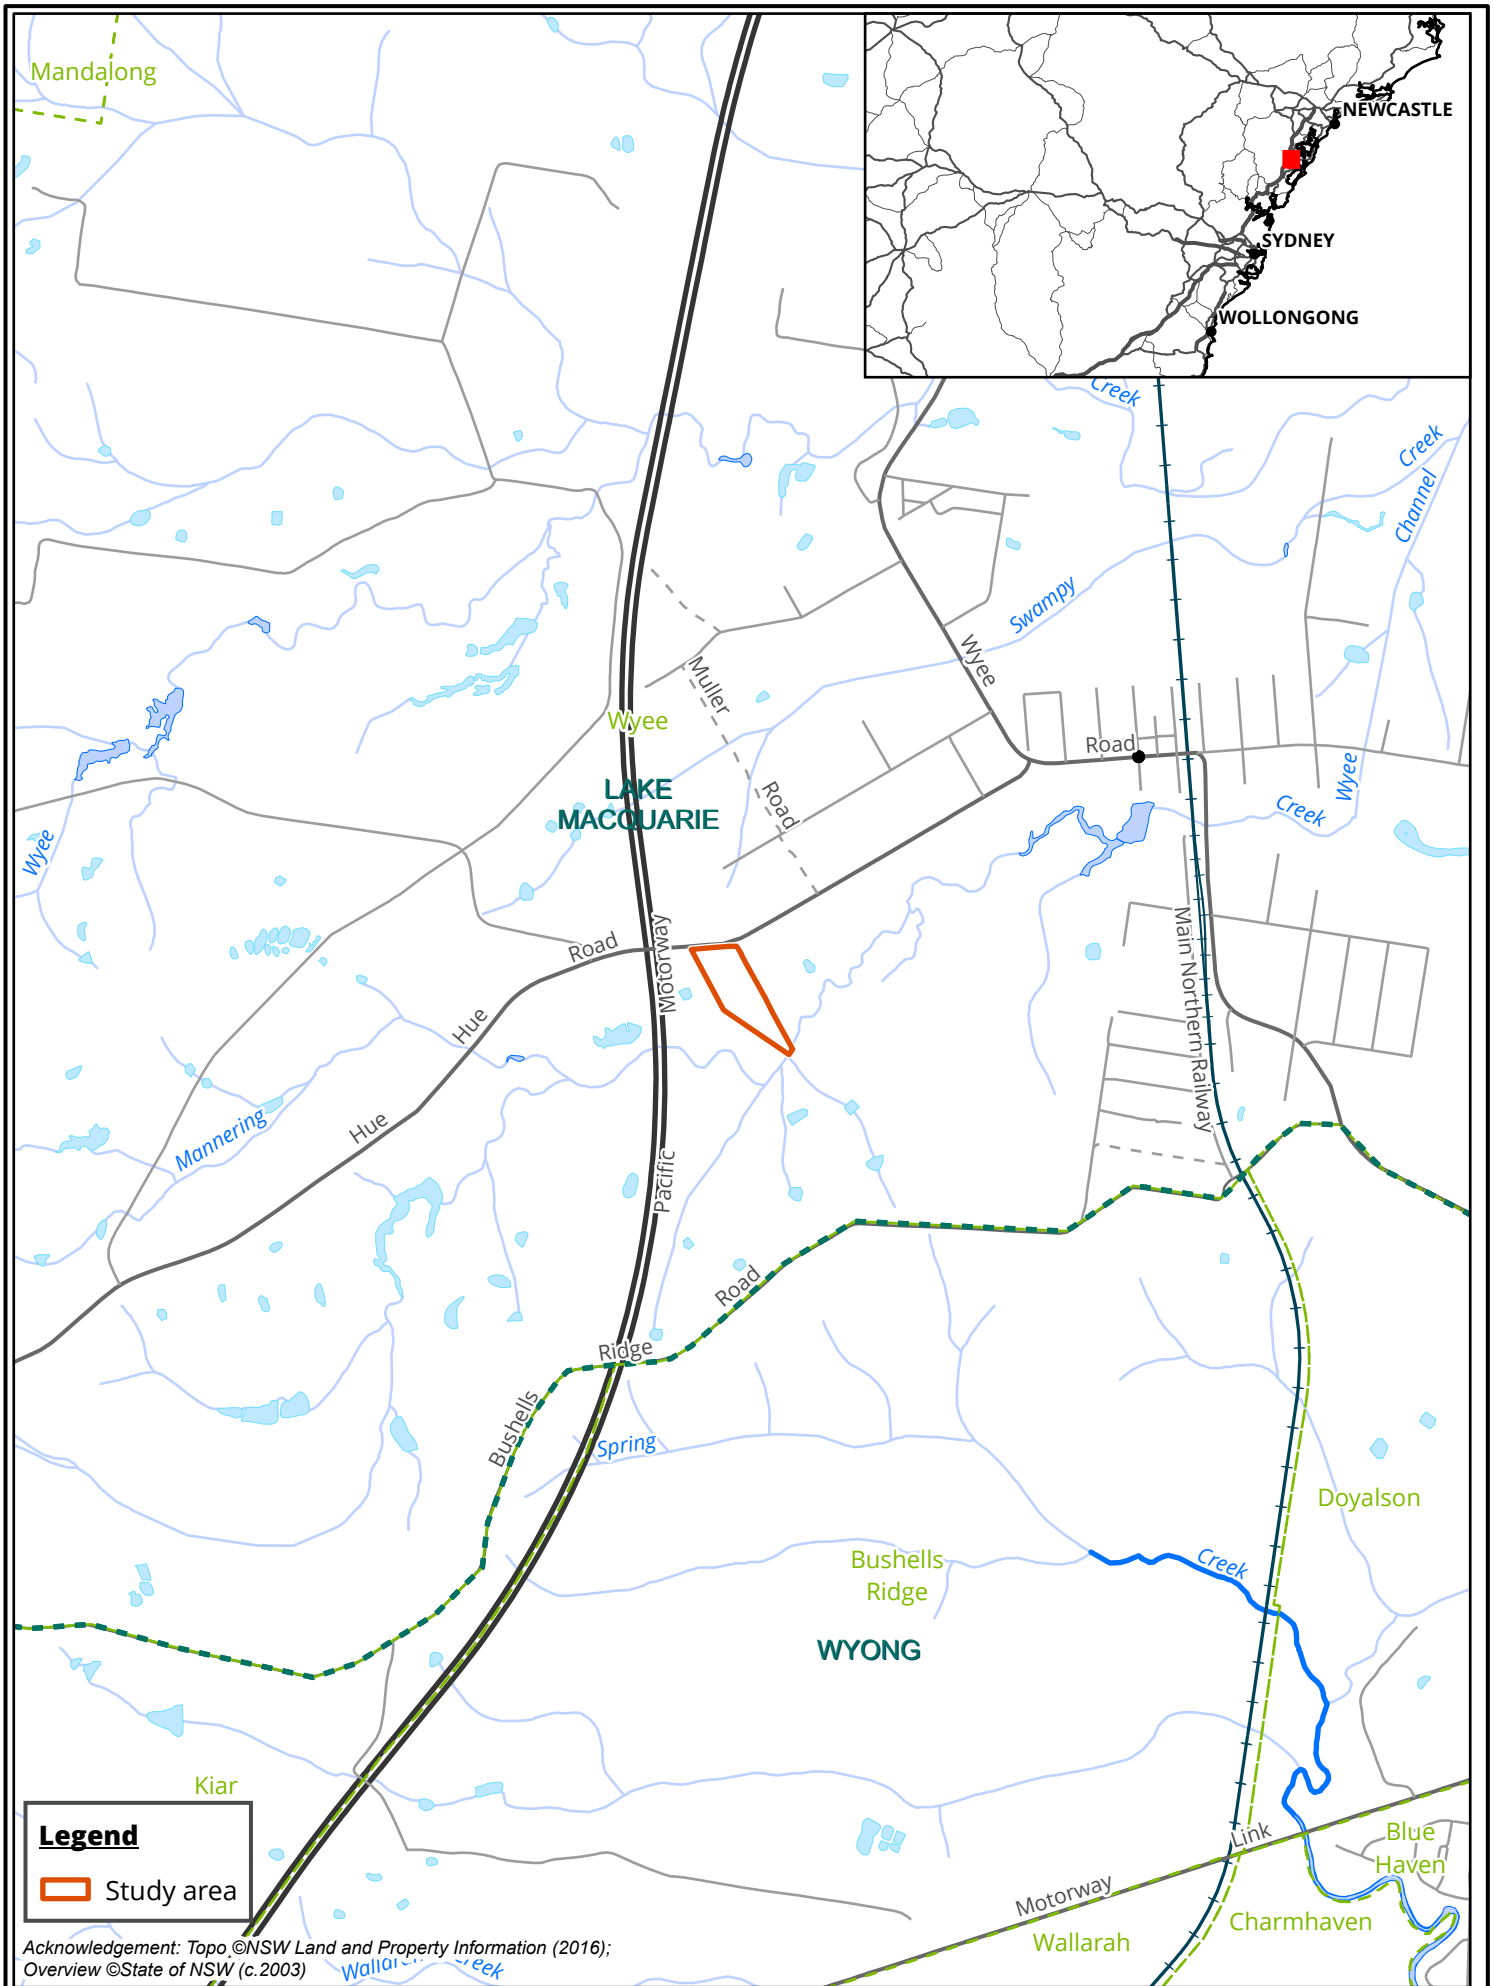 Mandalong
NEWCASTLE
SYDNEY
WOLLONGONG
Creek
Creek
Channel
Swampy
Wyee
Muller
Wyee
Road
Road
LAKE
MACQUARIE
Wyee
Creek
Wyee
Motorway
Road
Main Northern Railway
Hue
Hue
Mannering
Pacific
Road
Ridge
Bushells
Spring
Doyalson
Bushells
Ridge
Creek
WYONG
Kiar
Link
Blue
Haven
Motorway
Charmhaven
Wallarah
Legend
Study area
Acknowledgement: Topo ©NSW Land and Property Information (2016);
Overview ©State of NSW (c.2003)
Creek